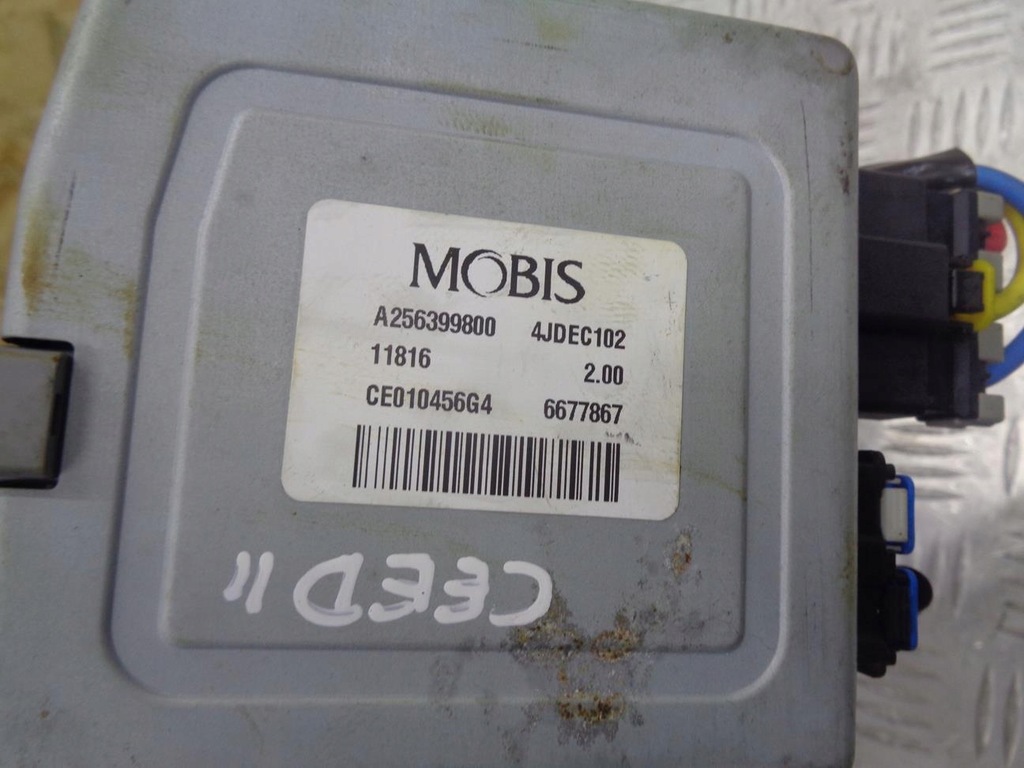 MOBIS
A256399800 4JDEC102
11816 2.00
CE010456G4 6677867
CEED II